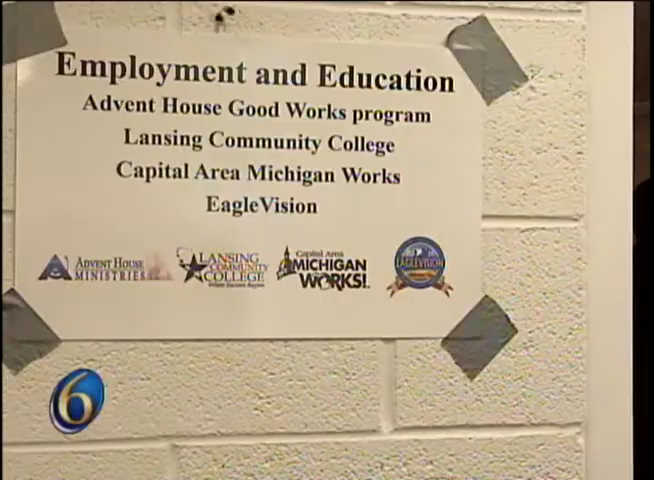 Employment and Education
Advent House Good Works program
Lansing Community College
Capital Area Michigan Works
EagleVision
ADVENT HOUSE
MINISTRIES
LANSING
COMMUNITY
COLLEGE
Capital Area
MICHIGAN
WORKS!
EAGLEVISION
6